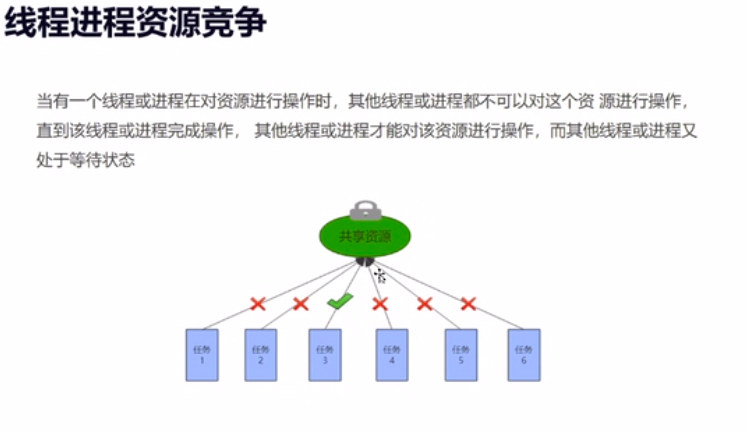 线程进程资源竞争
当有一个线程或进程在对资源进行操作时，其他线程或进程都不可以对这个资 源进行操作，
直到该线程或进程完成操作， 其他线程或进程才能对该资源进行操作，而其他线程或进程又
处于等待状态
共享资源
任务
1
任务
2
任务
3
任务
4
任务
5
任务
6